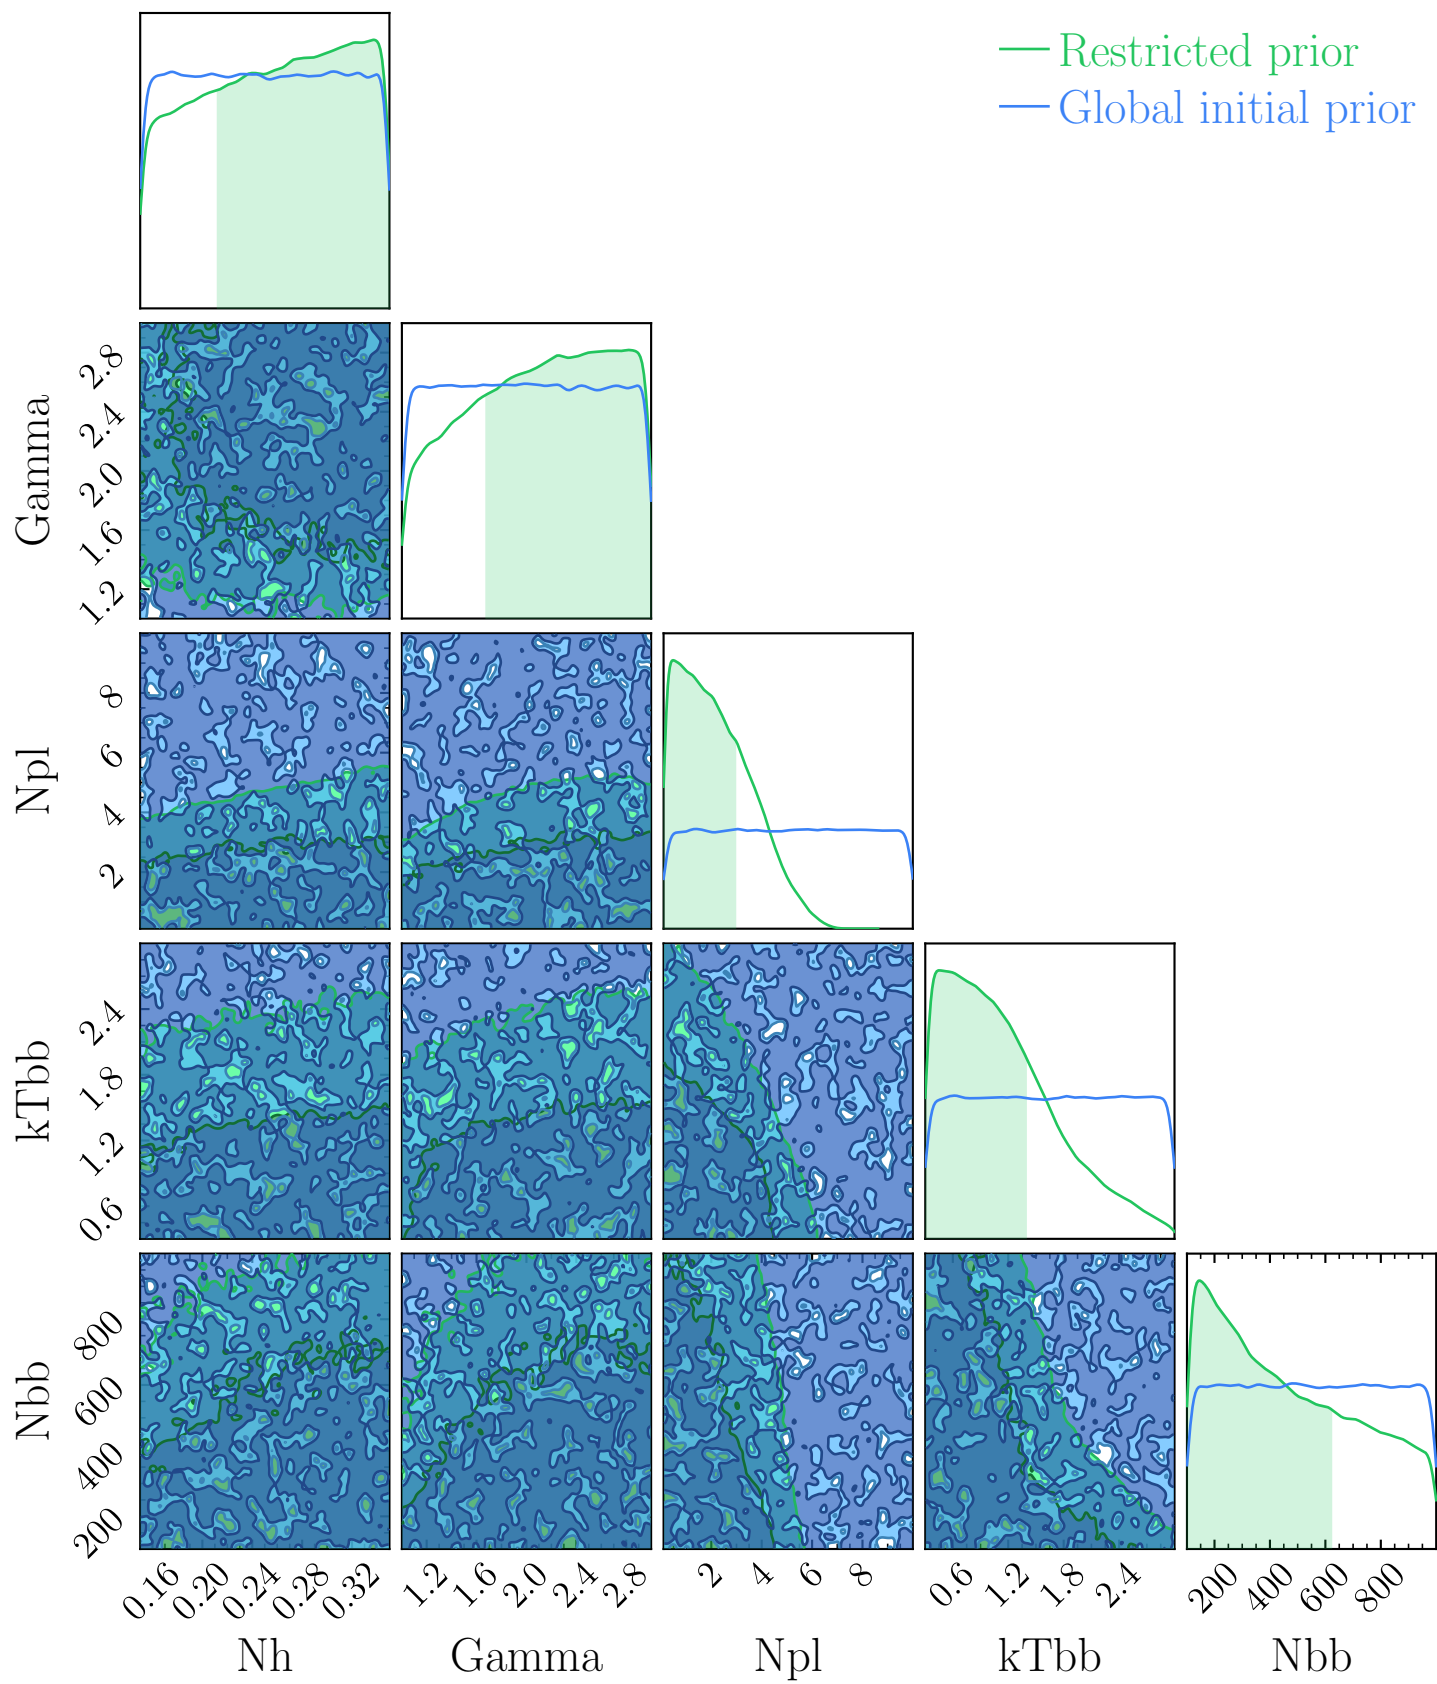 Restricted prior
Global initial prior
Gamma
2.8
2.4
2.0
1.6
1.2
Npl
8
6
4
2
kTbb
2.4
1.8
1.2
0.6
Nbb
800
600
400
200
0.16 0.20 0.24 0.28 0.32
1.2 1.6 2.0 2.4 2.8
2 4 6 8
0.6 1.2 1.8 2.4
200 400 600 800
Nh Gamma Npl kTbb Nbb